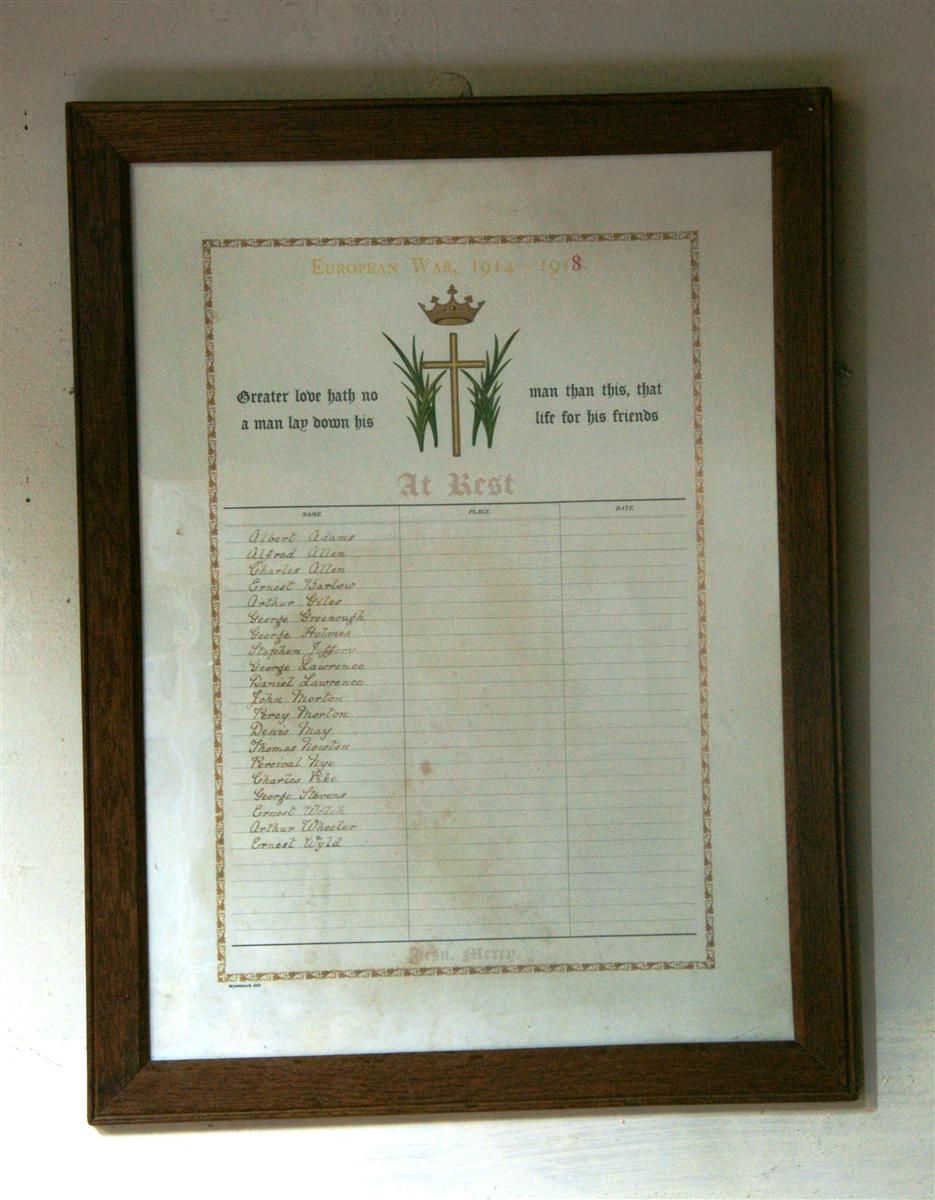 EUROPEAN WAR, 1914-1918.
Greater love hath no man than this, that
a man lay down his life for his friends
At Rest
NAME. PLACE. DATE.
Albert Adams
Alfred Allen
Charles Allen
Ernest Barlow
Arthur Giles
George Greenough
George Holmes
Stephen
George Lawrence
Daniel Lawrence
John Morton
Percy Morton
Denis May
Thomas Newton
Percival Nye
Charles Pike
George Stevens
Ernest Welch
Arthur Wheeler
Ernest Wyld
Jesu, Mercy.